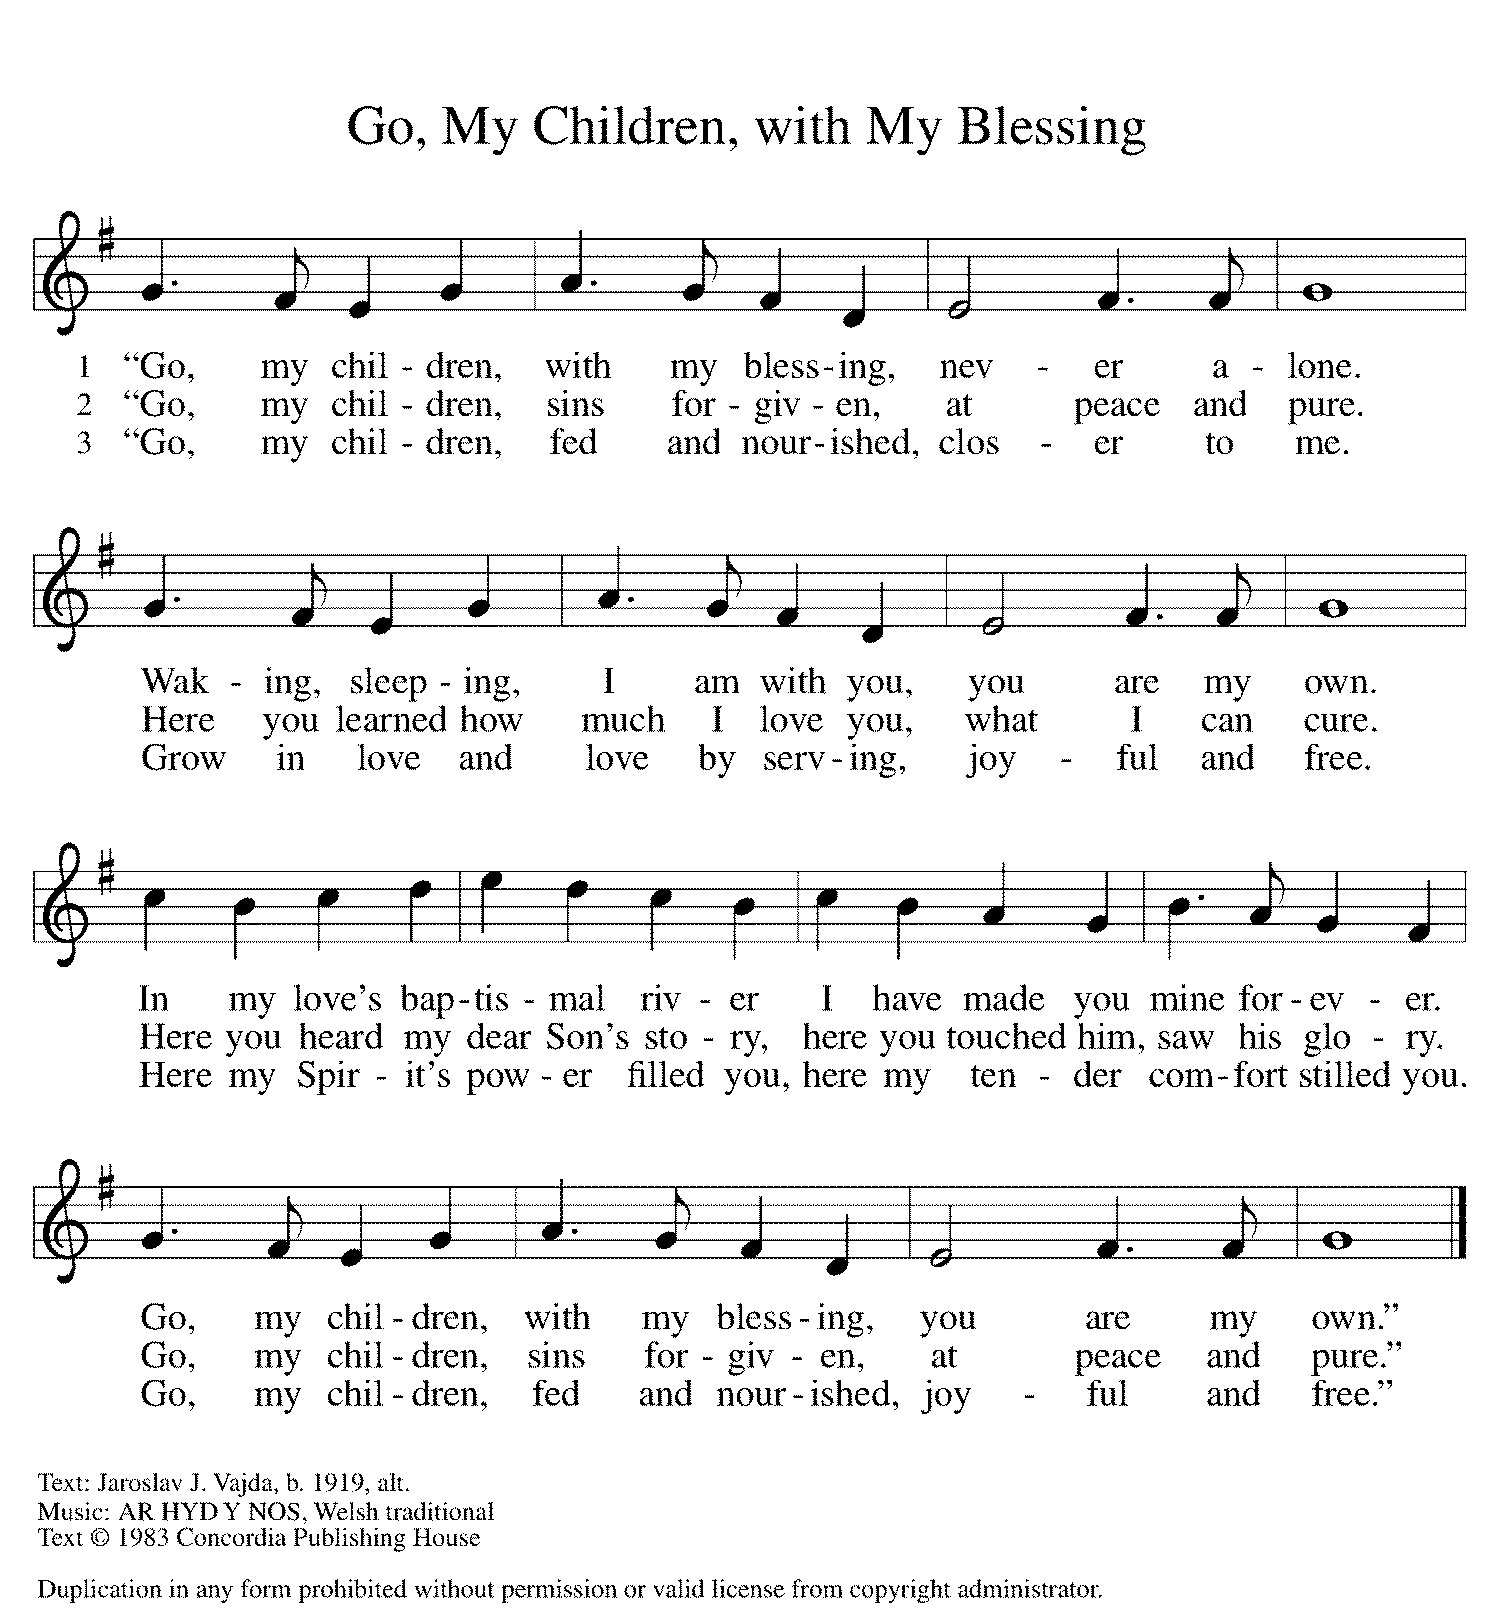 Go, My Children, with My Blessing
1 “Go, my chil - dren, with my bless - ing, nev - er a - lone.
2 “Go, my chil - dren, sins for - giv - en, at peace and pure.
3 “Go, my chil - dren, fed and nour - ished, clos - er to me.
Wak - ing, sleep - ing, I am with you, you are my own.
Here you learned how much I love you, what I can cure.
Grow in love and love by serv - ing, joy - ful and free.
In my love’s bap - tis - mal riv - er I have made you mine for - ev - er.
Here you heard my dear Son’s sto - ry, here you touched him, saw his glo - ry.
Here my Spir - it’s pow - er filled you, here my ten - der com - fort stilled you.
Go, my chil - dren, with my bless - ing, you are my own.”
Go, my chil - dren, sins for - giv - en, at peace and pure.”
Go, my chil - dren, fed and nour - ished, joy - ful and free.”
Text: Jaroslav J. Vajda, b. 1919, alt.
Music: AR HYD Y NOS, Welsh traditional
Text © 1983 Concordia Publishing House
Duplication in any form prohibited without permission or valid license from copyright administrator.